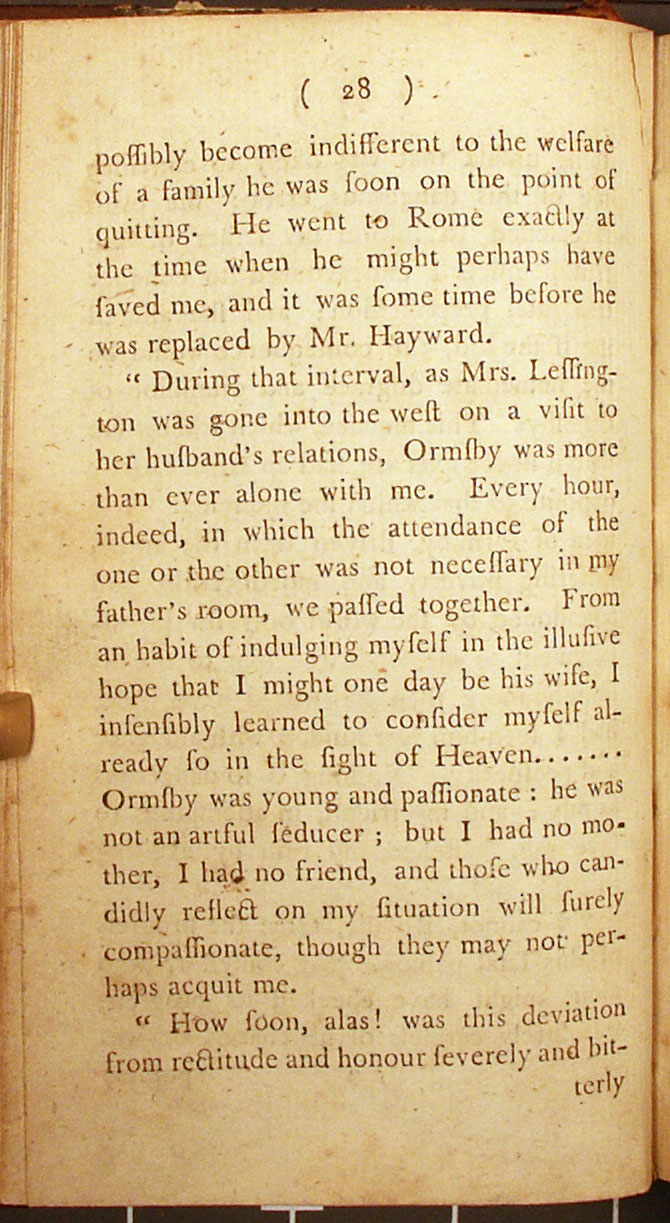 ( 28 )
poſſibly become indifferent to the welfare
of a family he was ſoon on the point of
quitting. He went to Rome exactly at
the time when he might perhaps have
ſaved me, and it was ſome time before he
was replaced by Mr. Hayward.
“ During that interval, as Mrs. Leſſing-
ton was gone into the weſt on a viſit to
her huſband's relations, Ormſby was more
than ever alone with me. Every hour,
indeed, in which the attendance of the
one or the other was not neceſſary in my
father's room, we paſſed together. From
an habit of indulging myſelf in the illuſive
hope that I might one day be his wife, I
inſenſibly learned to conſider myſelf al-
ready ſo in the ſight of Heaven.......
Ormſby was young and paſſionate : he was
not an artful ſeducer ; but I had no mo-
ther, I had no friend, and thoſe who can-
didly reflect on my ſituation will ſurely
compaſſionate, though they may not per-
haps acquit me.
“ How ſoon, alas! was this deviation
from rectitude and honour ſeverely and bit-
terly